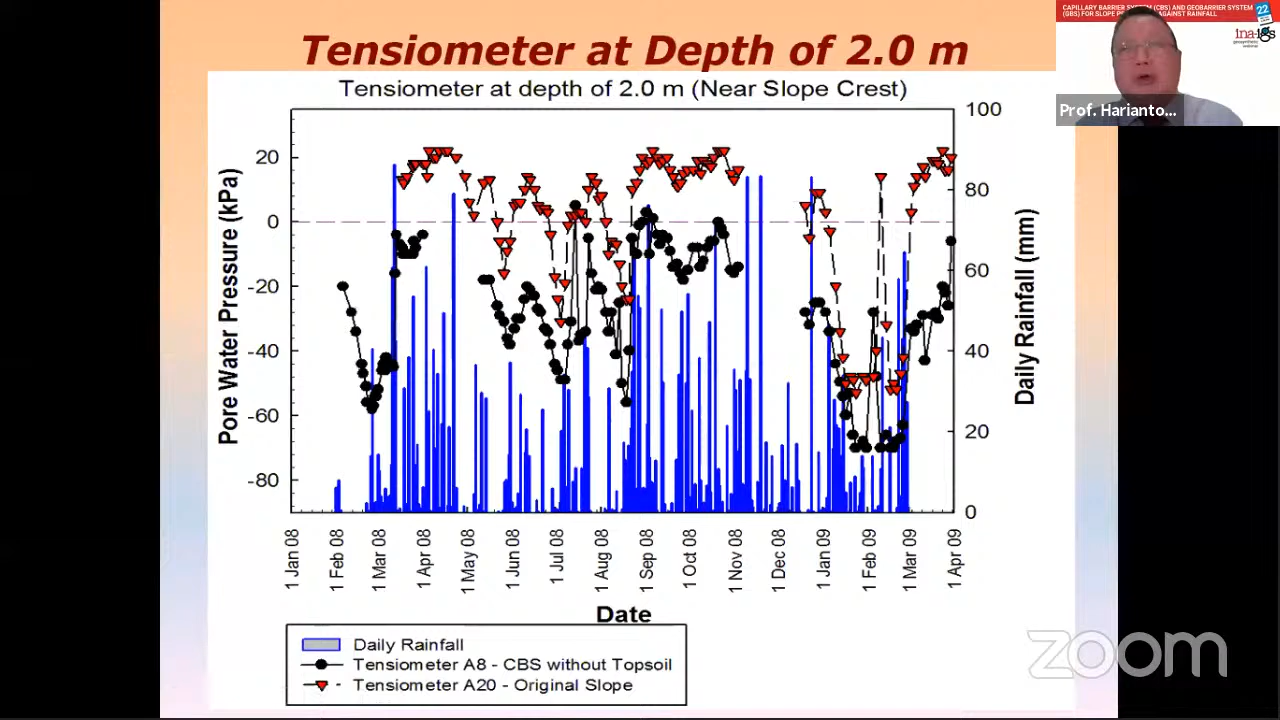 Tensiometer at Depth of 2.0 m
Tensiometer at depth of 2.0 m (Near Slope Crest)
Pore Water Pressure (kPa)
20
0
-20
-40
-60
-80
100
80
60
40
20
0
Daily Rainfall (mm)
1 Jan 08
1 Feb 08
1 Mar 08
1 Apr 08
1 May 08
1 Jun 08
1 Jul 08
1 Aug 08
1 Sep 08
1 Oct 08
1 Nov 08
1 Dec 08
1 Jan 09
1 Feb 09
1 Mar 09
1 Apr 09
Date
Daily Rainfall
Tensiometer A8 - CBS without Topsoil
Tensiometer A20 - Original Slope
CAPILLARY BARRIER SYSTEM (CBS) AND GEOBARRIER SYSTEM
(GBS) FOR SLOPE AGAINST RAINFALL
22
ina-igs
Prof. Harianto...
zoom